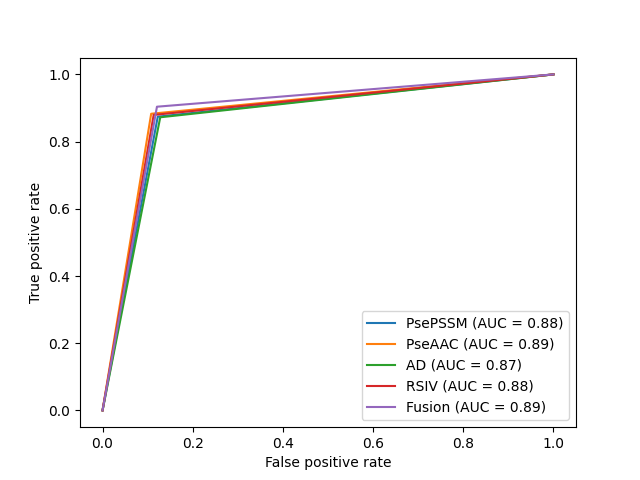 1.0
0.8
0.6
0.4
0.2
0.0
True positive rate
PsePSSM (AUC = 0.88)
PseAAC (AUC = 0.89)
AD (AUC = 0.87)
RSIV (AUC = 0.88)
Fusion (AUC = 0.89)
0.0 0.2 0.4 0.6 0.8 1.0
False positive rate